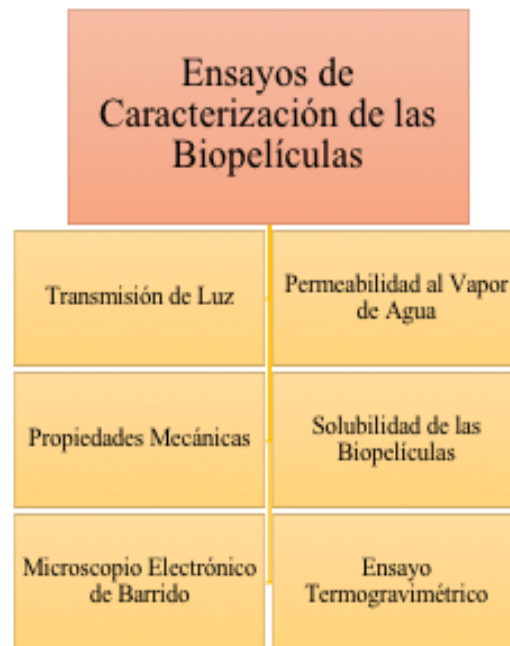 Ensayos de
Caracterización de las
Biopelículas
Transmisión de Luz
Permeabilidad al Vapor
de Agua
Propiedades Mecánicas
Solubilidad de las
Biopelículas
Microscopio Electrónico
de Barrido
Ensayo
Termogravimétrico